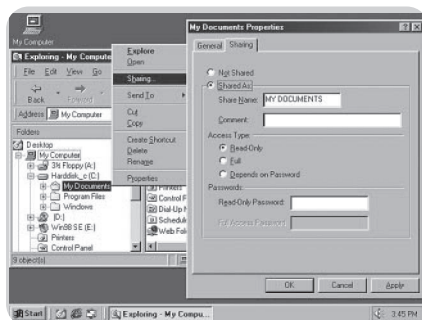 My Computer
Exploring - My Compute
File Edit View Go
Back Forward
Address My Computer
Folders
Desktop
My Computer
3½ Floppy (A:)
Harddisk_c (C:)
My Documents
Program Files
Windows
(D:)
Win98 SE (E:)
Printers
Control Panel
9 object(s)
Explore
Open
Sharing...
Send To
Cut
Copy
Create Shortcut
Delete
Rename
Properties
Printers
Control P
Dial-Up N
Schedul
Web Fol
My Documents Properties
General Sharing
Not Shared
Shared As
Share Name: MY DOCUMENTS
Comment:
Access Type:
Read-Only
Full
Depends on Password
Passwords:
Read-Only Password:
Full Access Password:
OK Cancel Apply
Start Exploring - My Compu... 3:45 PM